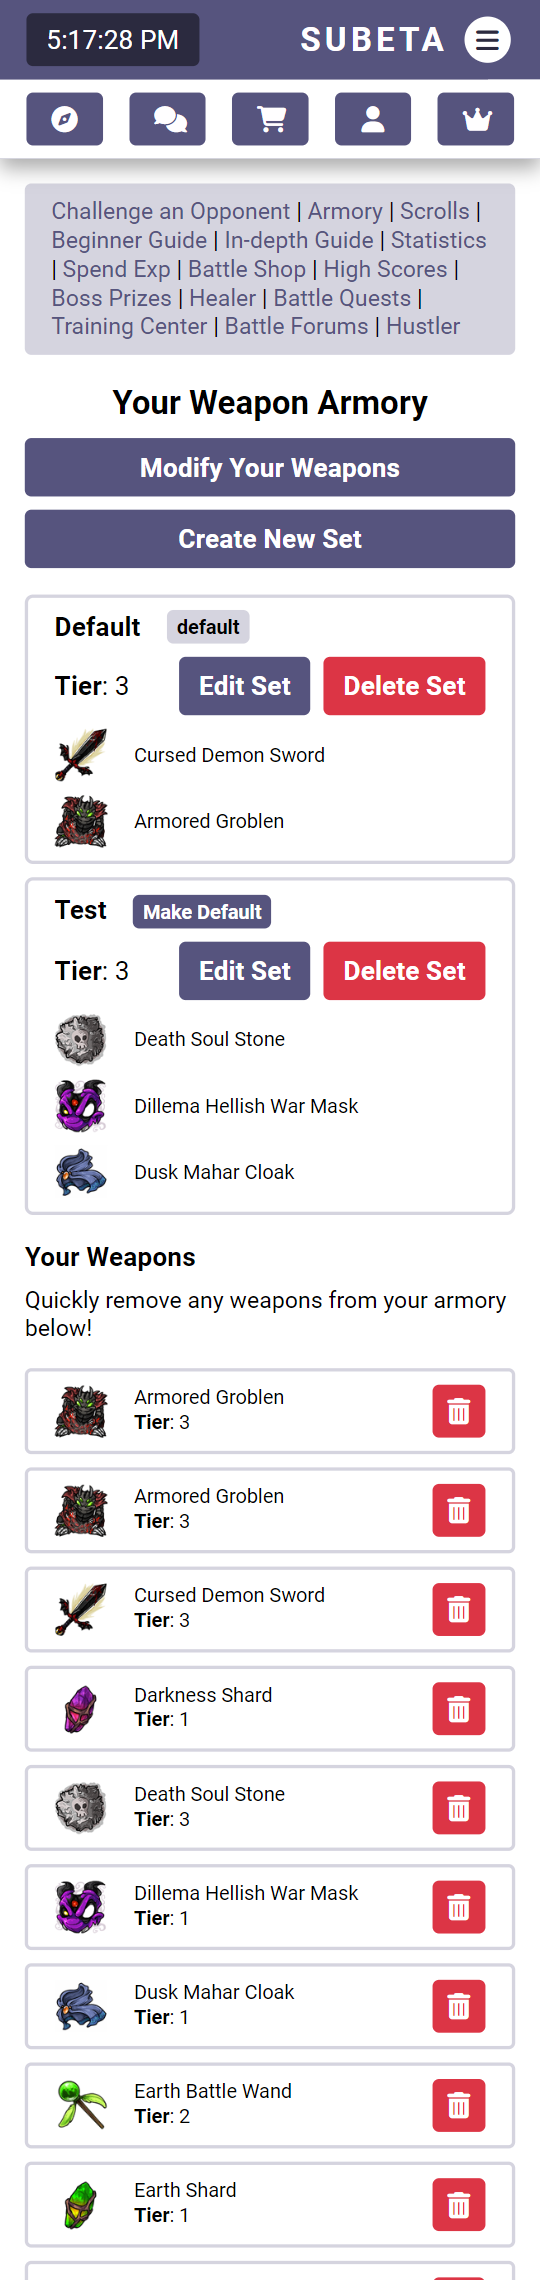 5:17:28 PM
SUBETA
Challenge an Opponent | Armory | Scrolls |
Beginner Guide | In-depth Guide | Statistics
| Spend Exp | Battle Shop | High Scores |
Boss Prizes | Healer | Battle Quests |
Training Center | Battle Forums | Hustler
Your Weapon Armory
Modify Your Weapons
Create New Set
Default default
Tier: 3 Edit Set Delete Set
Cursed Demon Sword
Armored Groblen
Test Make Default
Tier: 3 Edit Set Delete Set
Death Soul Stone
Dillema Hellish War Mask
Dusk Mahar Cloak
Your Weapons
Quickly remove any weapons from your armory
below!
Armored Groblen
Tier: 3
Armored Groblen
Tier: 3
Cursed Demon Sword
Tier: 3
Darkness Shard
Tier: 1
Death Soul Stone
Tier: 3
Dillema Hellish War Mask
Tier: 1
Dusk Mahar Cloak
Tier: 1
Earth Battle Wand
Tier: 2
Earth Shard
Tier: 1